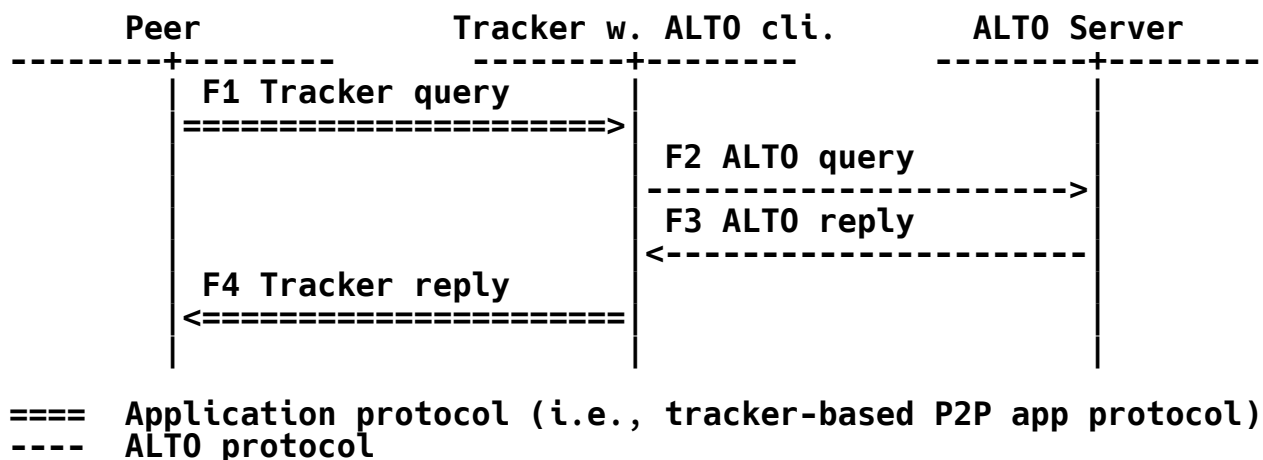 Peer Tracker w. ALTO cli. ALTO Server
F1 Tracker query
F2 ALTO query
F3 ALTO reply
F4 Tracker reply
==== Application protocol (i.e., tracker-based P2P app protocol)
---- ALTO protocol